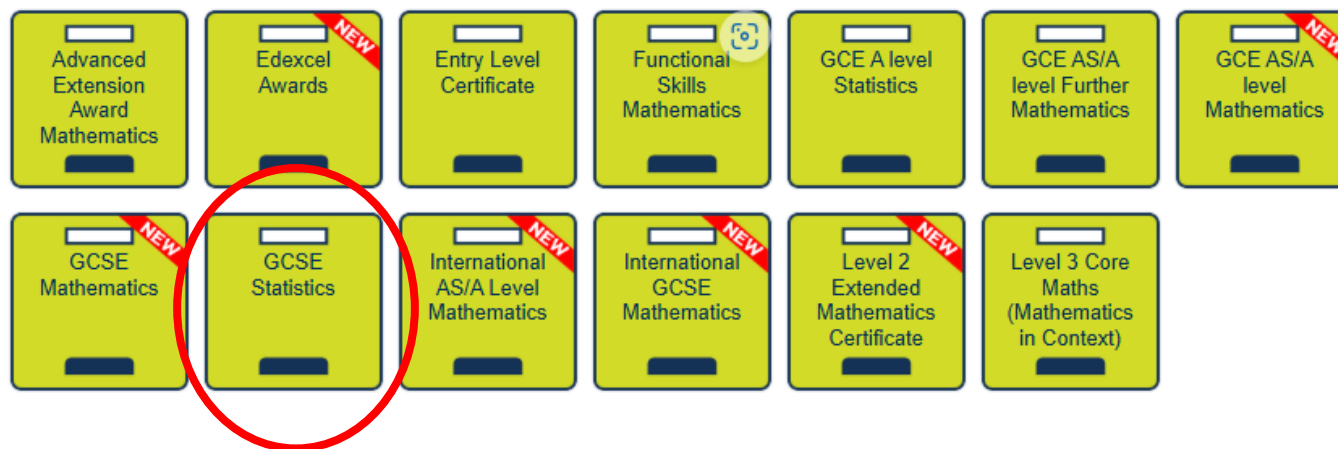 Advanced
Extension
Award
Mathematics
NEW
Edexcel
Awards
Entry Level
Certificate
Functional
Skills
Mathematics
GCE A level
Statistics
GCE AS/A
level Further
Mathematics
NEW
GCE AS/A
level
Mathematics
NEW
GCSE
Mathematics
GCSE
Statistics
NEW
International
AS/A Level
Mathematics
NEW
International
GCSE
Mathematics
NEW
Level 2
Extended
Mathematics
Certificate
Level 3 Core
Maths
(Mathematics
in Context)